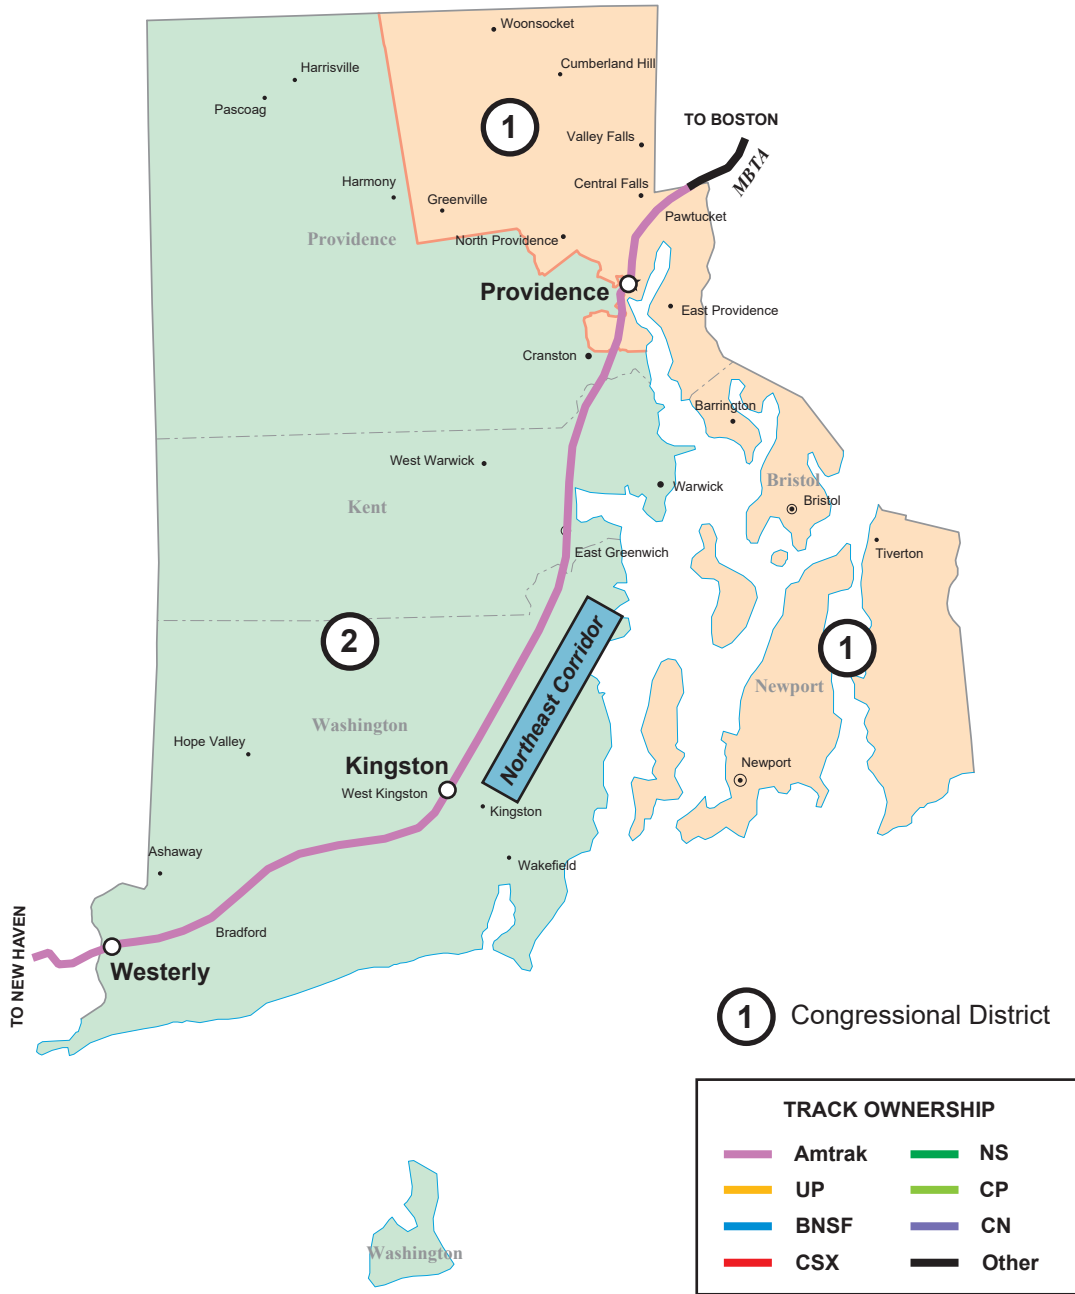 Woonsocket
Cumberland Hill
Harrisville
Pascoag
1
TO BOSTON
MBTA
Valley Falls
Central Falls
Harmony
Greenville
Pawtucket
Providence
North Providence
Providence
East Providence
Cranston
Barrington
West Warwick
Warwick
Bristol
Bristol
Kent
East Greenwich
Tiverton
2
1
Northeast Corridor
Newport
Washington
Hope Valley
Kingston
West Kingston
Newport
Kingston
Ashaway
Wakefield
Bradford
TO NEW HAVEN
Westerly
1 Congressional District
TRACK OWNERSHIP
Amtrak
NS
UP
CP
BNSF
CN
CSX
Other
Washington